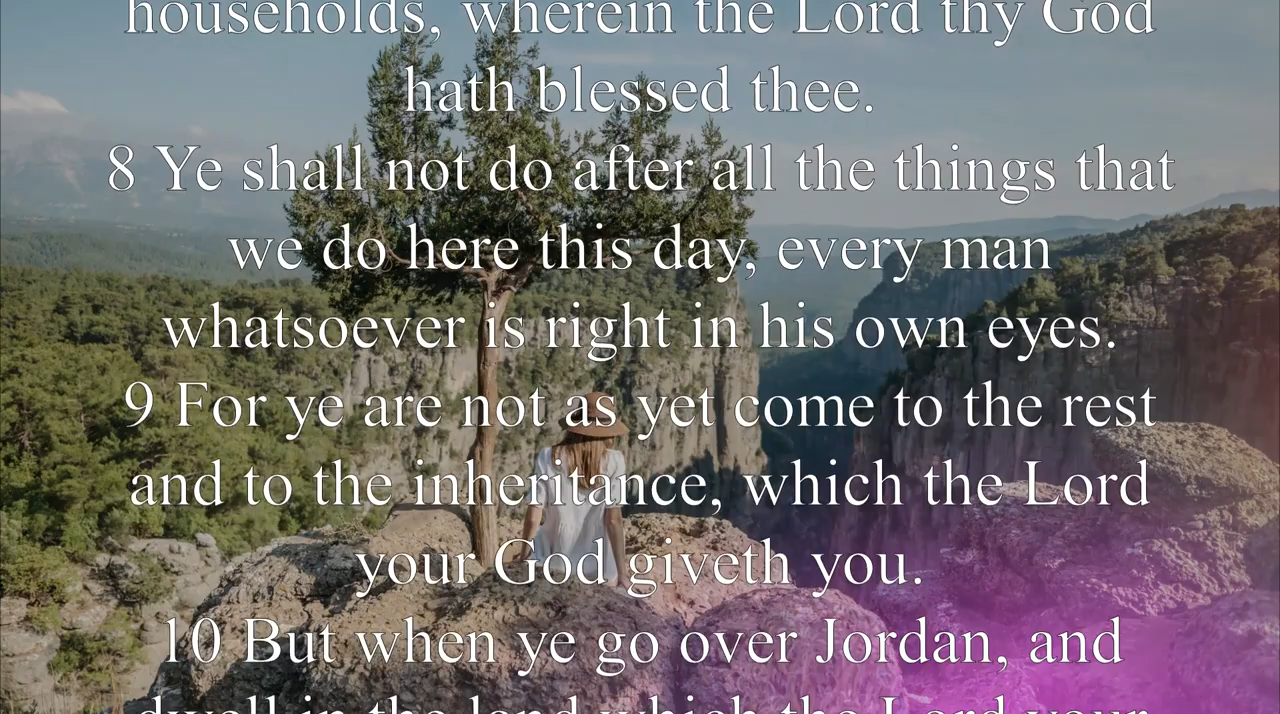 households, wherein the Lord thy God
hath blessed thee.
8 Ye shall not do after all the things that
we do here this day, every man
whatsoever is right in his own eyes.
9 For ye are not as yet come to the rest
and to the inheritance, which the Lord
your God giveth you.
10 But when ye go over Jordan, and
dwell in the land which the Lord your